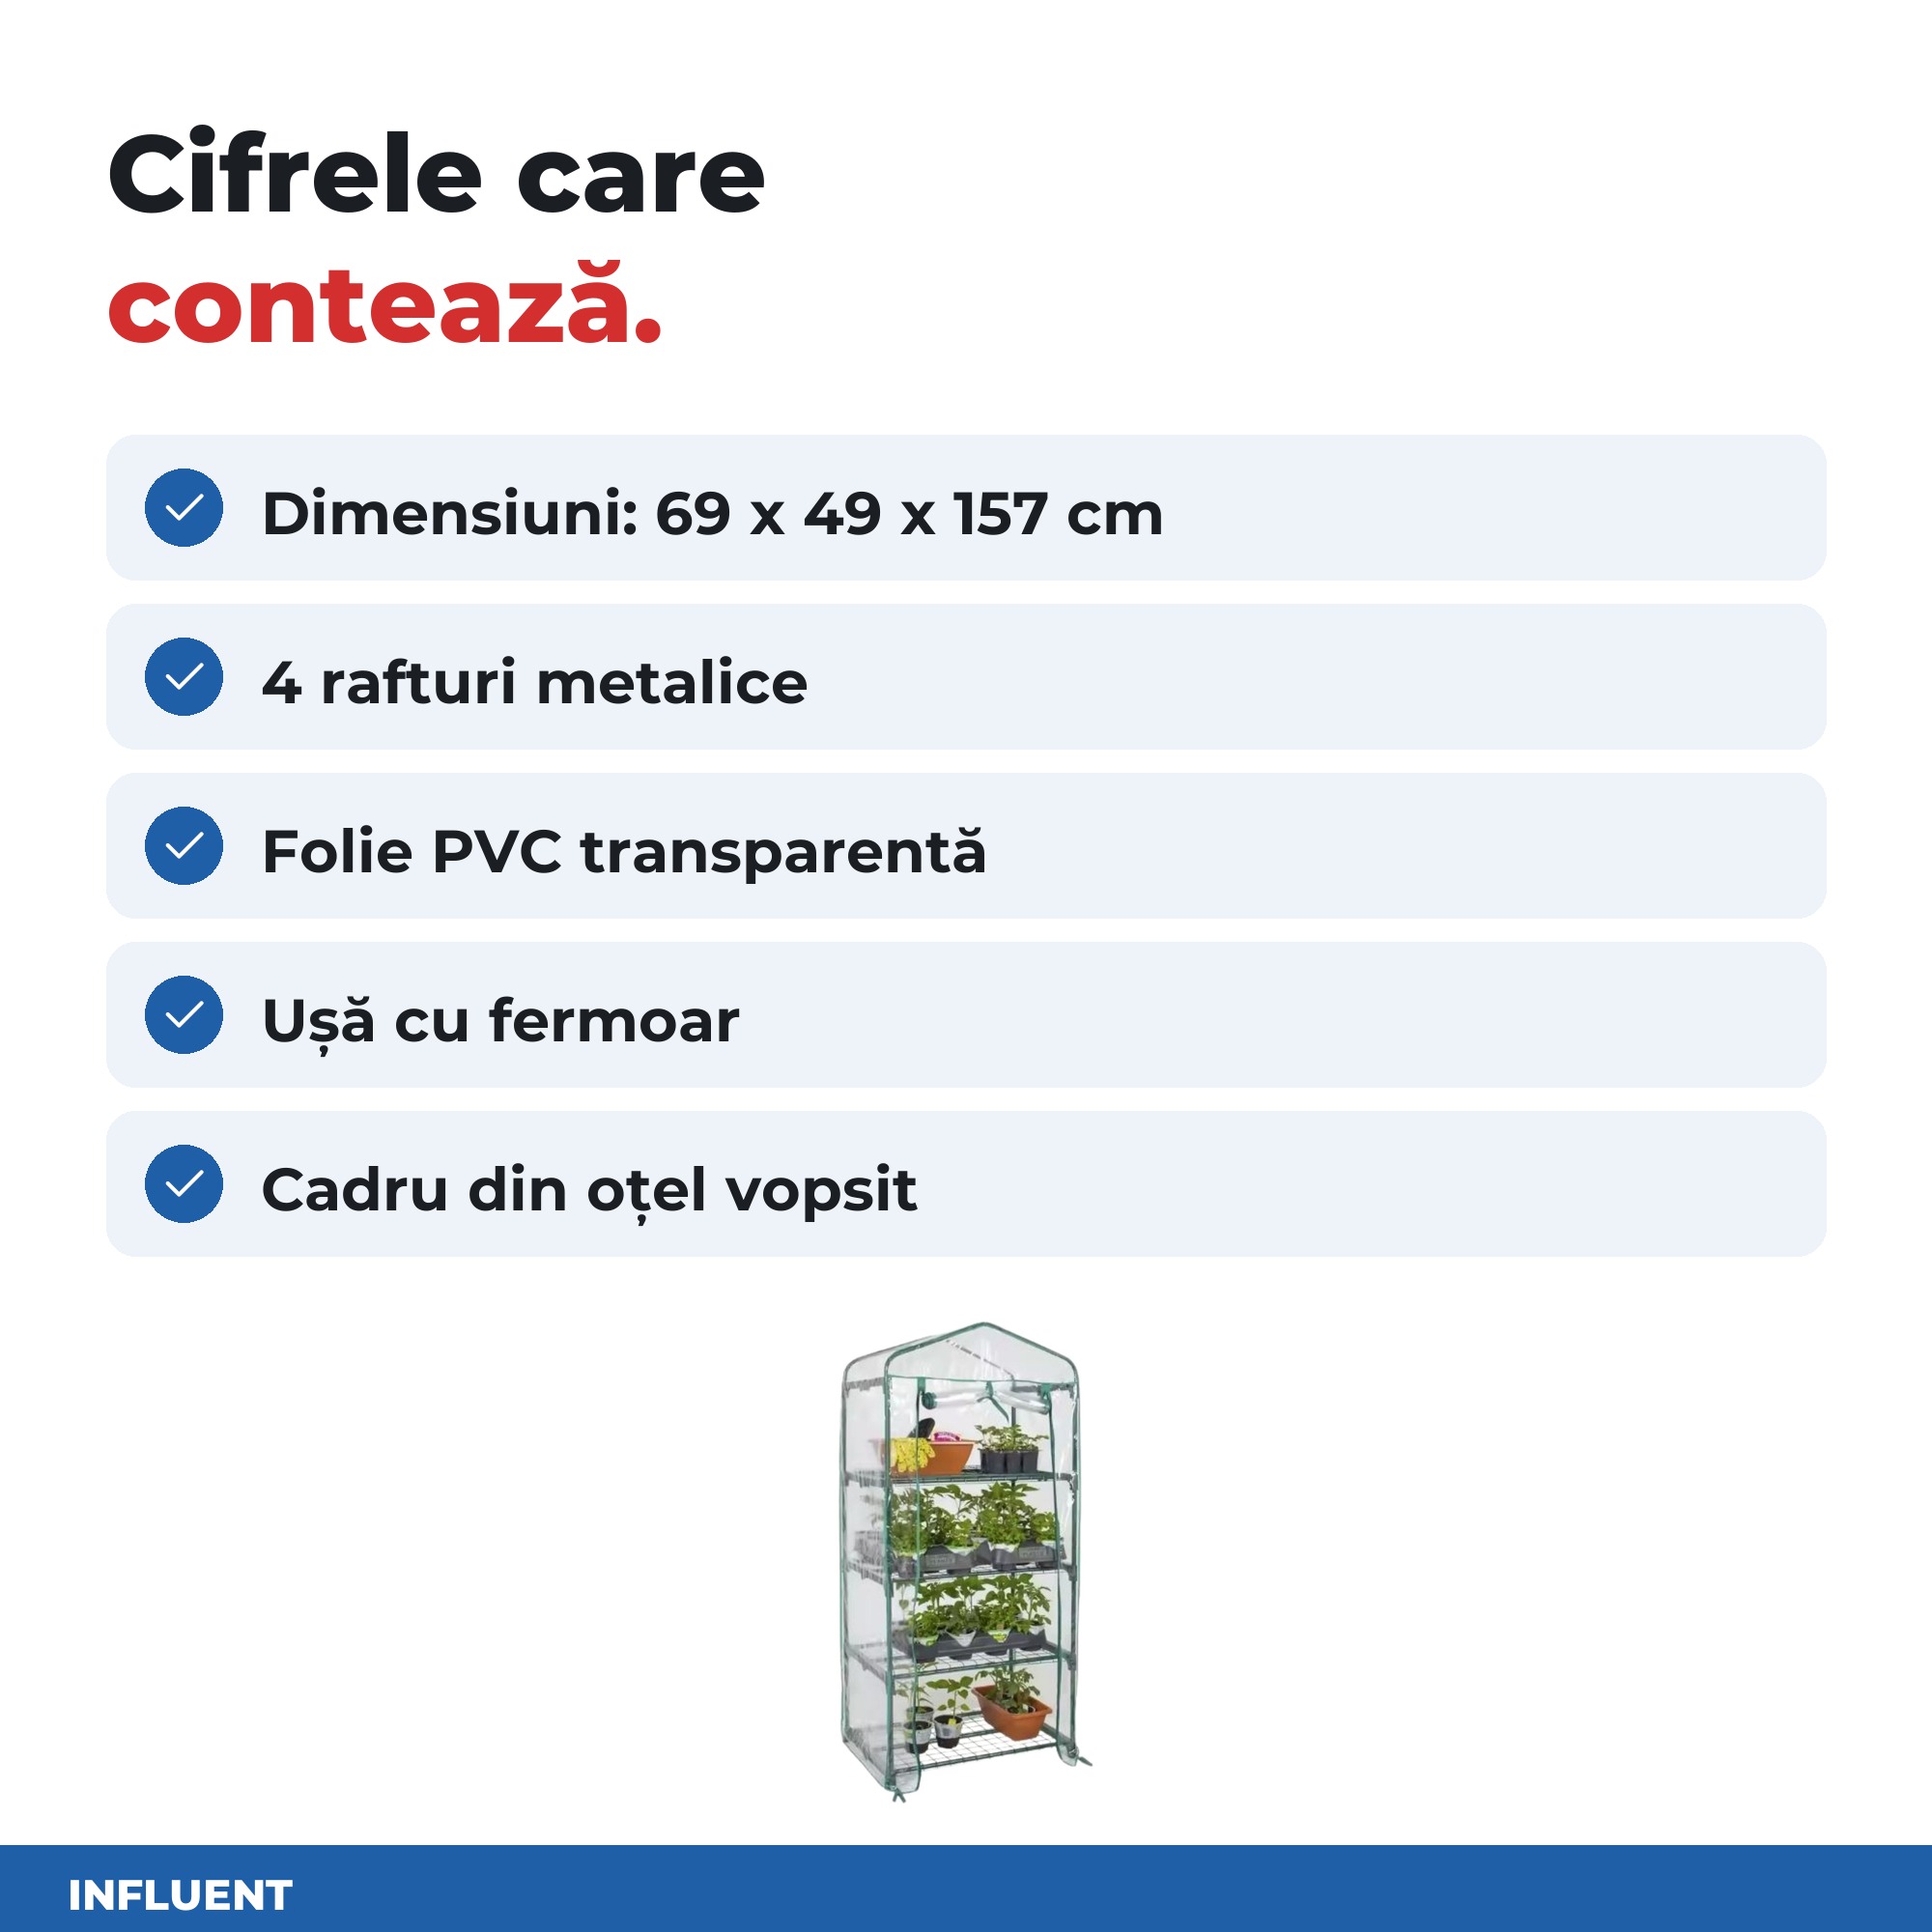 Cifrele care
contează.
Dimensiuni: 69 x 49 x 157 cm
4 rafturi metalice
Folie PVC transparentă
Ușă cu fermoar
Cadru din oțel vopsit
INFLUENT